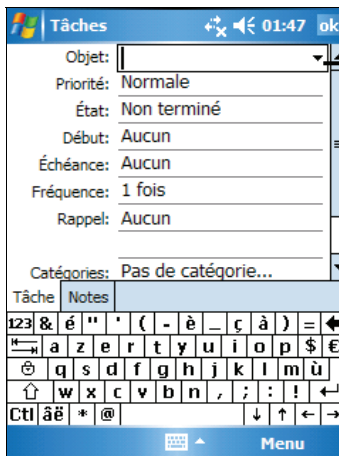 Tâches 01:47 ok
Objet:
Priorité: Normale
État: Non terminé
Début: Aucun
Échéance: Aucun
Fréquence: 1 fois
Rappel: Aucun
Catégories: Pas de catégorie...
Tâche Notes
123 & é " ' ( - è _ ç à ) =
a z e r t y u i o p $ €
q s d f g h j k l m ù
w x c v b n , ; : !
Ctl âë * @ ↓ ↑ ← →
Menu